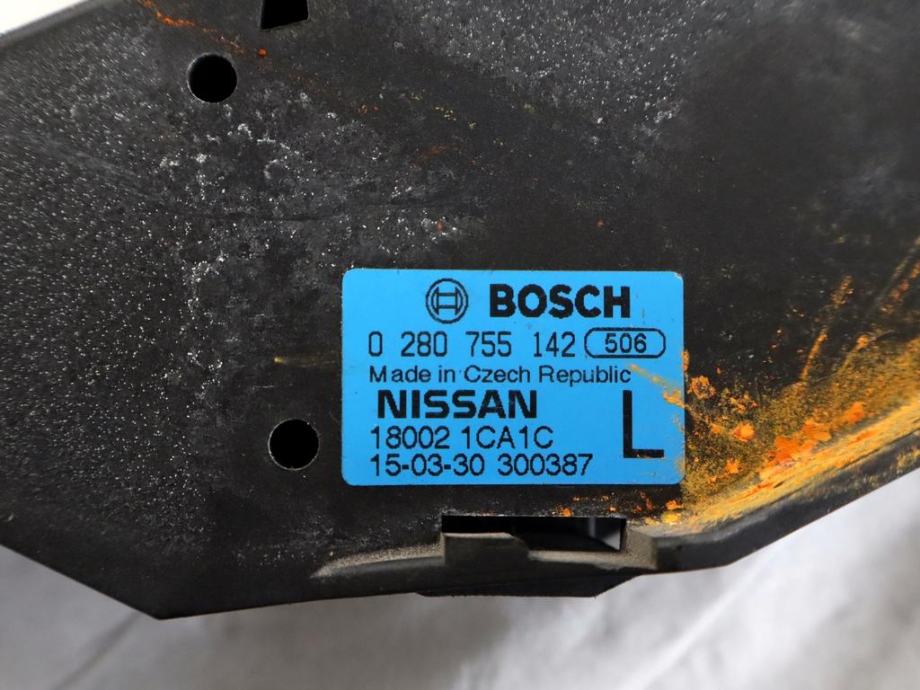 BOSCH
0 280 755 142 506
Made in Czech Republic
NISSAN
18002 1CA1C L
15-03-30 300387